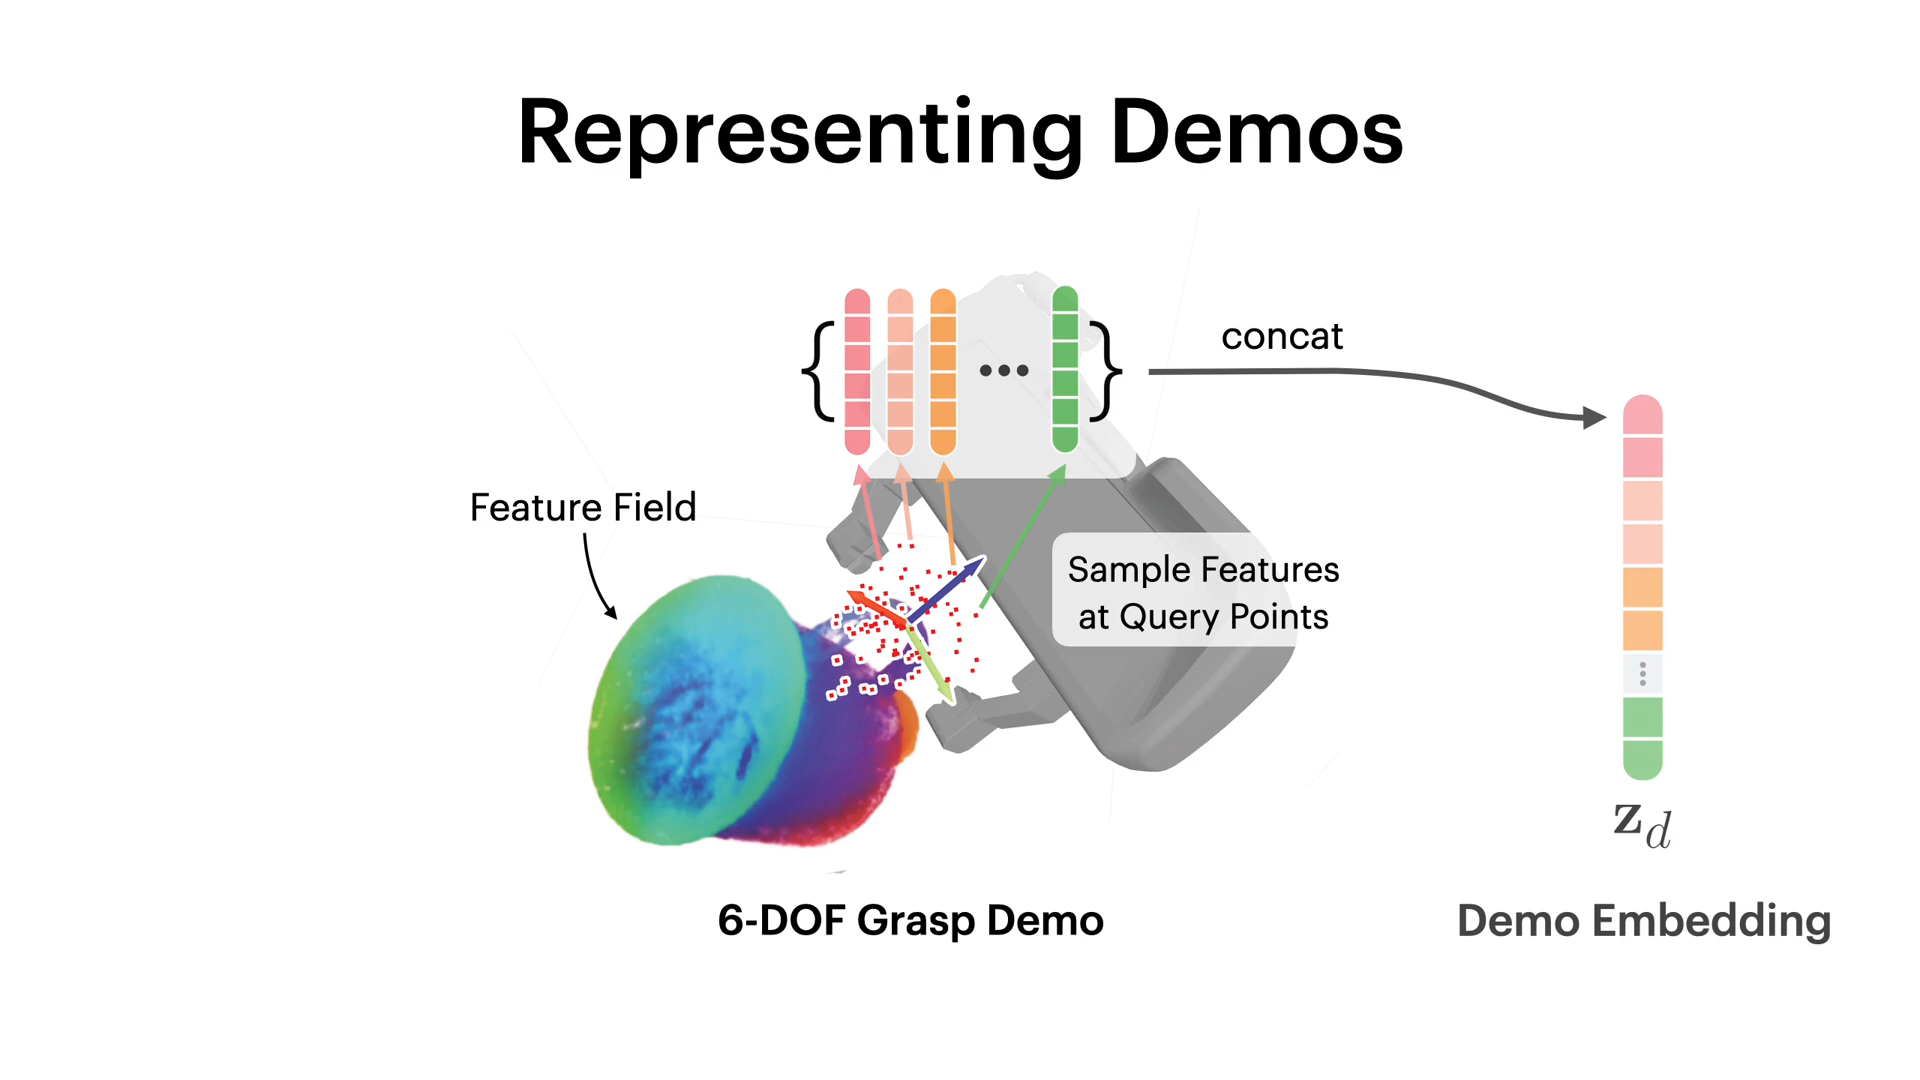 Representing Demos
concat
Feature Field
Sample Features
at Query Points
z_d
6-DOF Grasp Demo
Demo Embedding